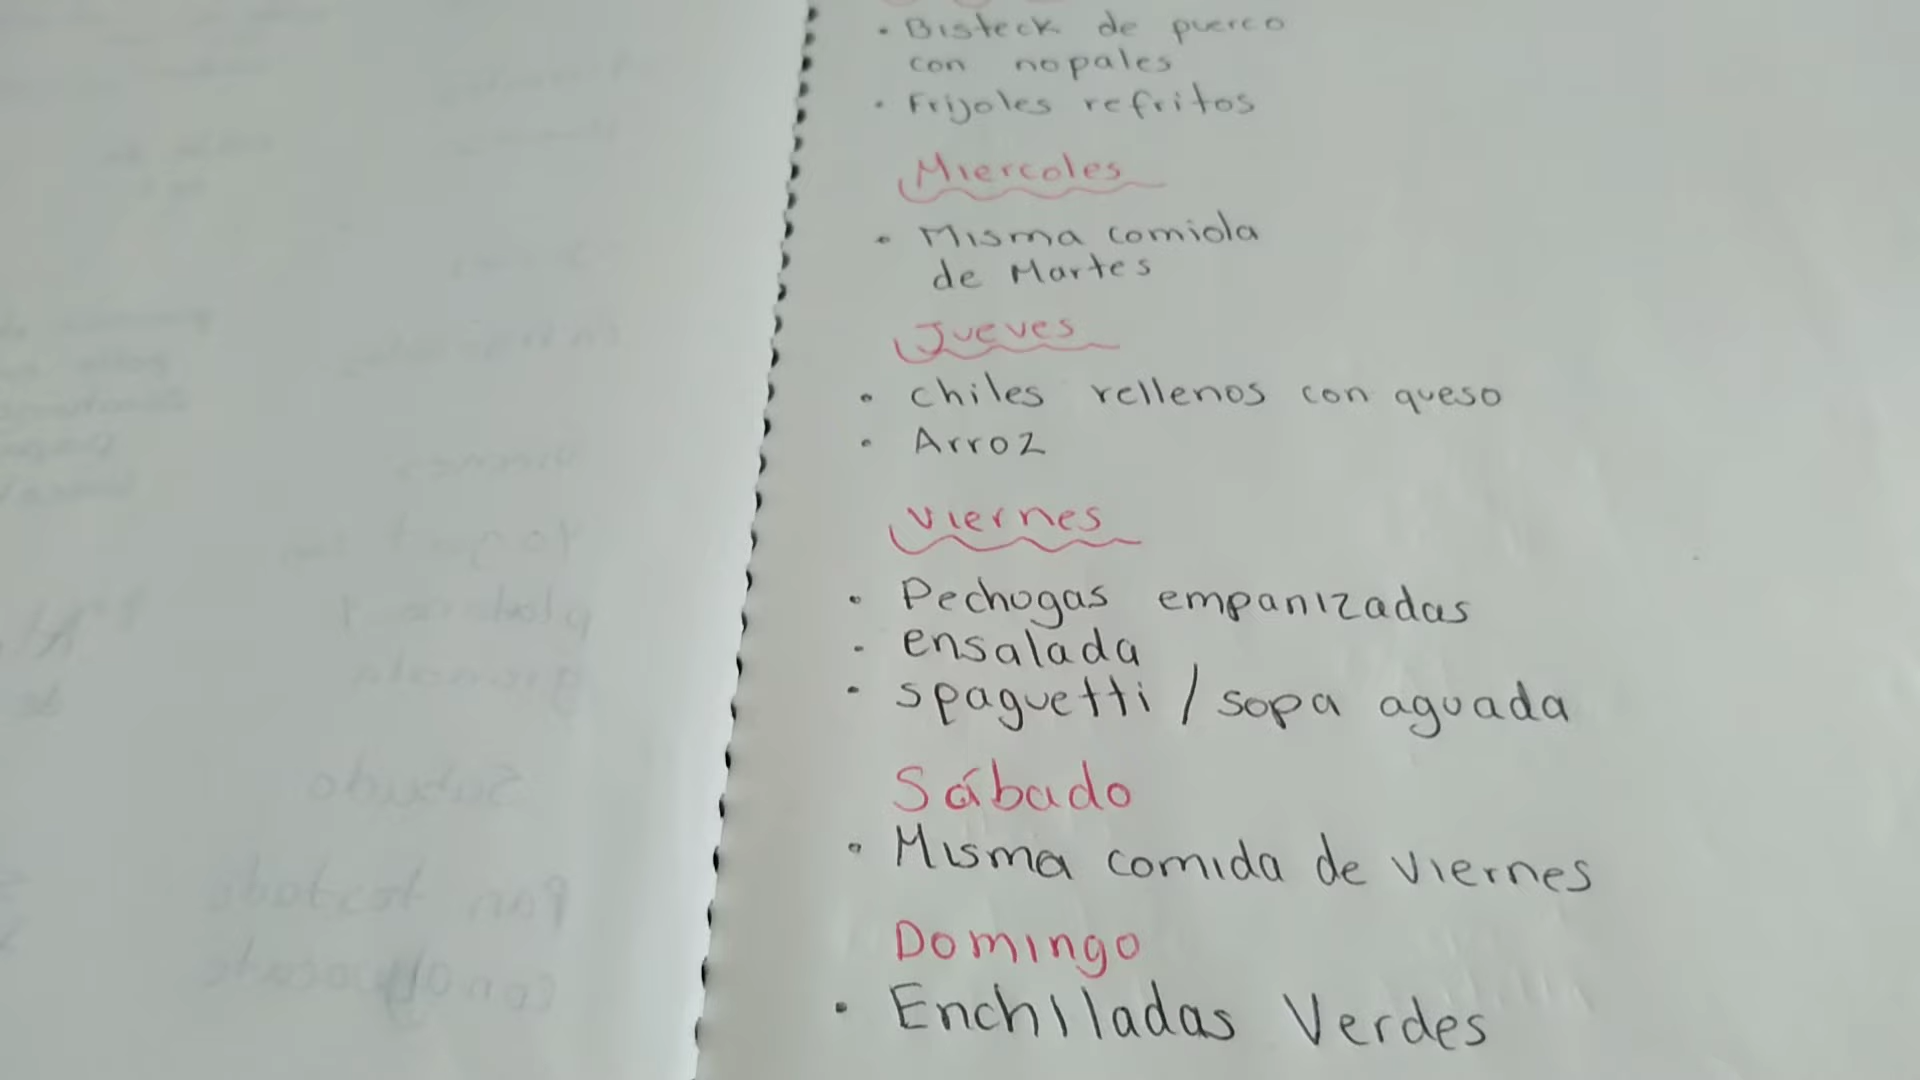 • Bisteck de puerco
con nopales
• Frijoles refritos
Miercoles
• Misma comida
de Martes
Jueves
• chiles rellenos con queso
• Arroz
Viernes
• Pechogas empanizadas
• ensalada
• spaguetti / sopa aguada
Sábado
• Misma comida de viernes
Domingo
• Enchiladas Verdes